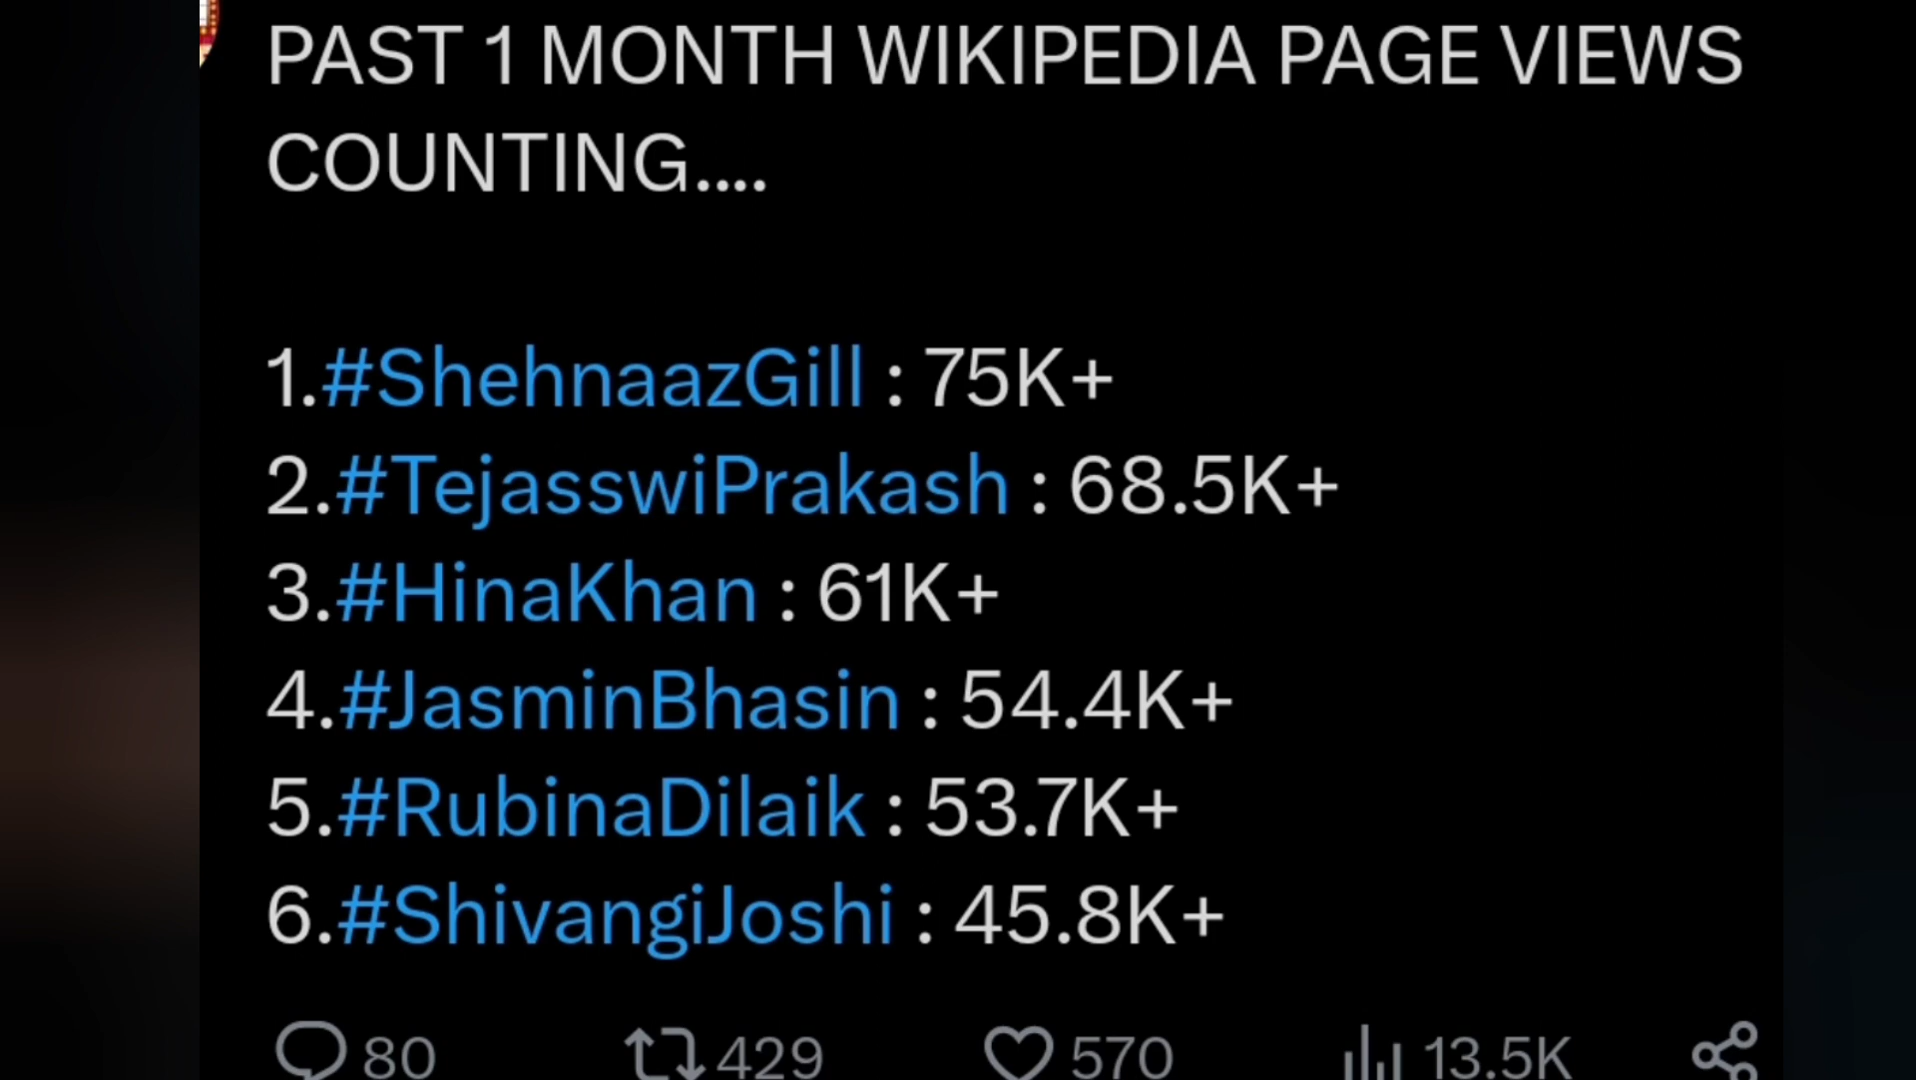 PAST 1 MONTH WIKIPEDIA PAGE VIEWS
COUNTING....
1.#ShehnaazGill : 75K+
2.#TejasswiPrakash : 68.5K+
3.#HinaKhan : 61K+
4.#JasminBhasin : 54.4K+
5.#RubinaDilaik : 53.7K+
6.#ShivangiJoshi : 45.8K+
80 429 570 13.5K